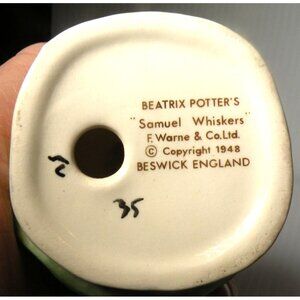 BEATRIX POTTER'S
"Samuel Whiskers"
F. Warne & Co. Ltd.
© Copyright 1948
BESWICK ENGLAND
35